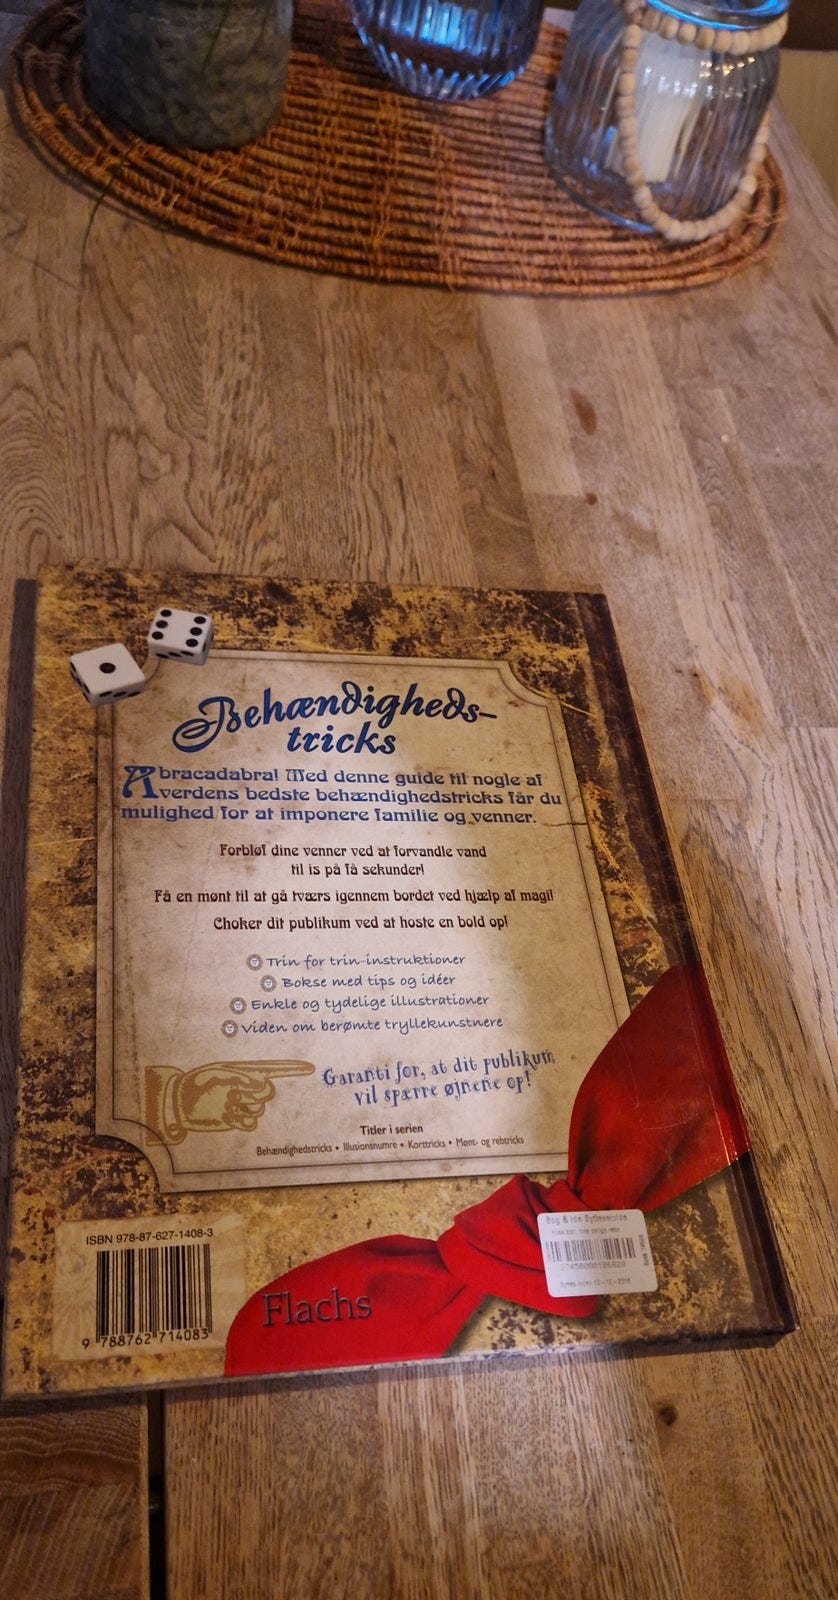 Behændigheds-
tricks
Abracadabra! Med denne guide til nogle af
verdens bedste behændighedstricks får du
mulighed for at imponere familie og venner.
Forbløf dine venner ved at forvandle vand
til is på få sekunder!
Få en mønt til at gå tværs igennem bordet ved hjælp af magi!
Choker dit publikum ved at hoste en bold op!
Trin for trin-instruktioner
Bokse med tips og idéer
Enkle og tydelige illustrationer
Viden om berømte tryllekunstnere
Garanti for, at dit publikum
vil spærre øjnene op!
Titler i serien
Behændighedstricks • Illusionsnumre • Korttricks • Mønt- og rebtricks
ISBN 978-87-627-1408-3
9 788762 714083
Flachs
Bog & ide Bytteservice